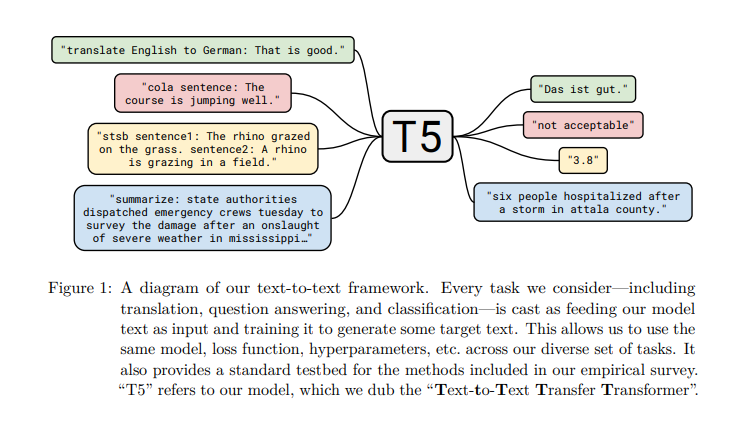 "translate English to German: That is good."
"cola sentence: The
course is jumping well."
"stsb sentence1: The rhino grazed
on the grass. sentence2: A rhino
is grazing in a field."
"summarize: state authorities
dispatched emergency crews tuesday to
survey the damage after an onslaught
of severe weather in mississippi…"
T5
"Das ist gut."
"not acceptable"
"3.8"
"six people hospitalized after
a storm in attala county."
Figure 1: A diagram of our text-to-text framework. Every task we consider—including
translation, question answering, and classification—is cast as feeding our model
text as input and training it to generate some target text. This allows us to use the
same model, loss function, hyperparameters, etc. across our diverse set of tasks. It
also provides a standard testbed for the methods included in our empirical survey.
“T5” refers to our model, which we dub the “Text-to-Text Transfer Transformer”.